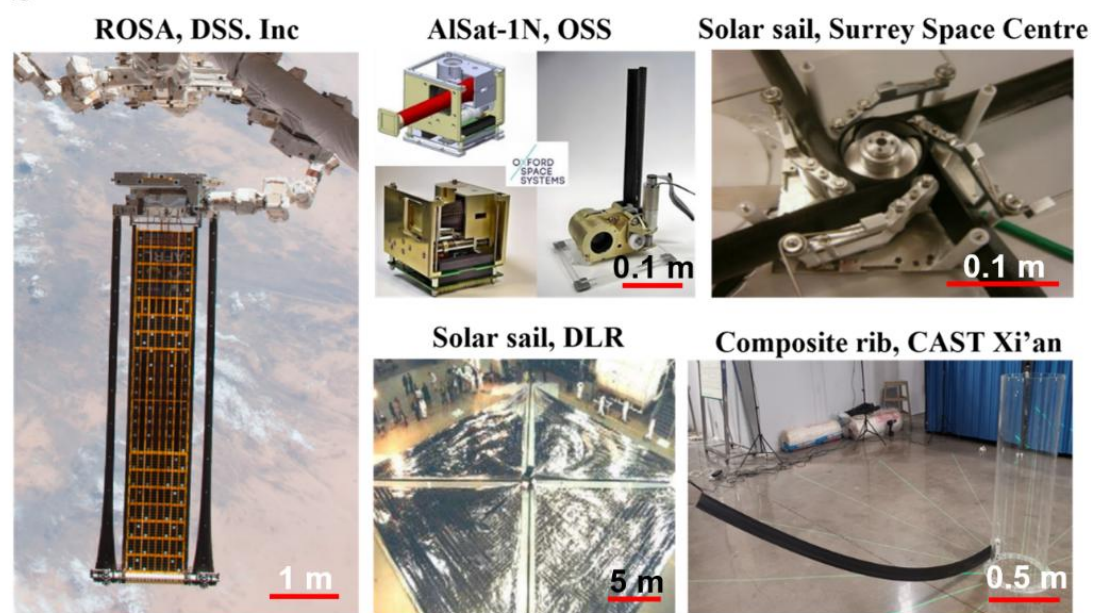 ROSA, DSS. Inc
AlSat-1N, OSS
Solar sail, Surrey Space Centre
OXFORD
SPACE
SYSTEMS
0.1 m
0.1 m
Solar sail, DLR
Composite rib, CAST Xi’an
1 m
5 m
0.5 m